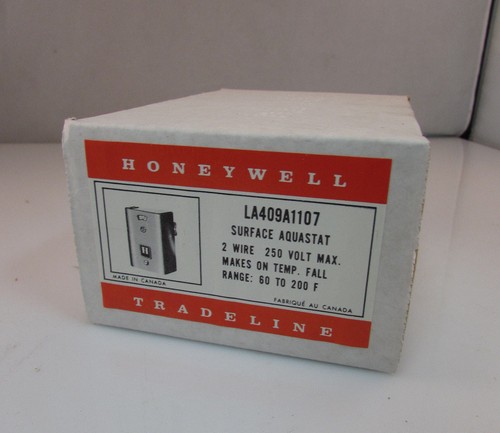 HONEYWELL
LA409A1107
SURFACE AQUASTAT
2 WIRE 250 VOLT MAX.
MAKES ON TEMP. FALL
RANGE: 60 TO 200 F
MADE IN CANADA
FABRIQUÉ AU CANADA
TRADELINE